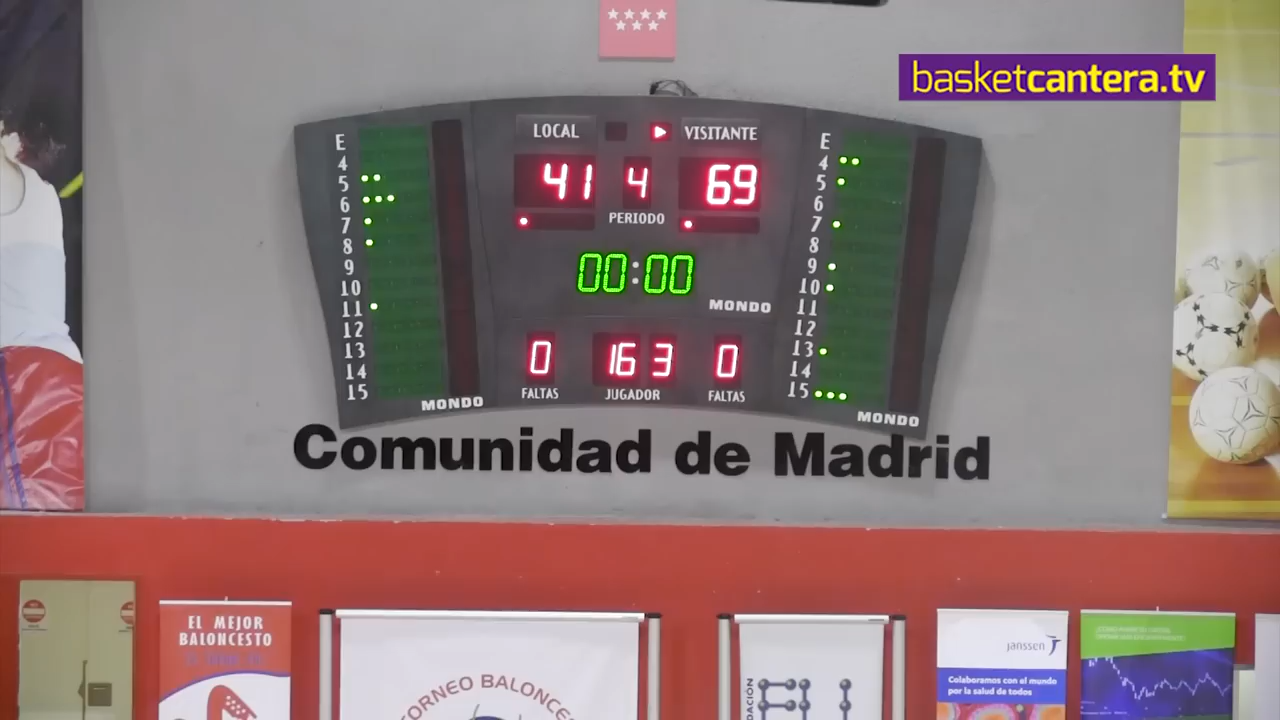 basketcantera.tv
LOCAL
VISITANTE
41 4 69
PERIODO
00:00
MONDO
0 16 3 0
FALTAS JUGADOR FALTAS
E
4
5
6
7
8
9
10
11
12
13
14
15
MONDO
E
4
5
6
7
8
9
10
11
12
13
14
15
MONDO
Comunidad de Madrid
EL MEJOR
BALONCESTO
janssen
Colaboramos con el mundo
por la salud de todos